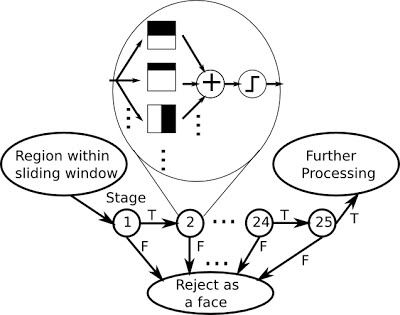 +
Region within
sliding window
Further
Processing
Stage
1
T
2
...
24
T
25
T
F
F
F
F
...
Reject as
a face